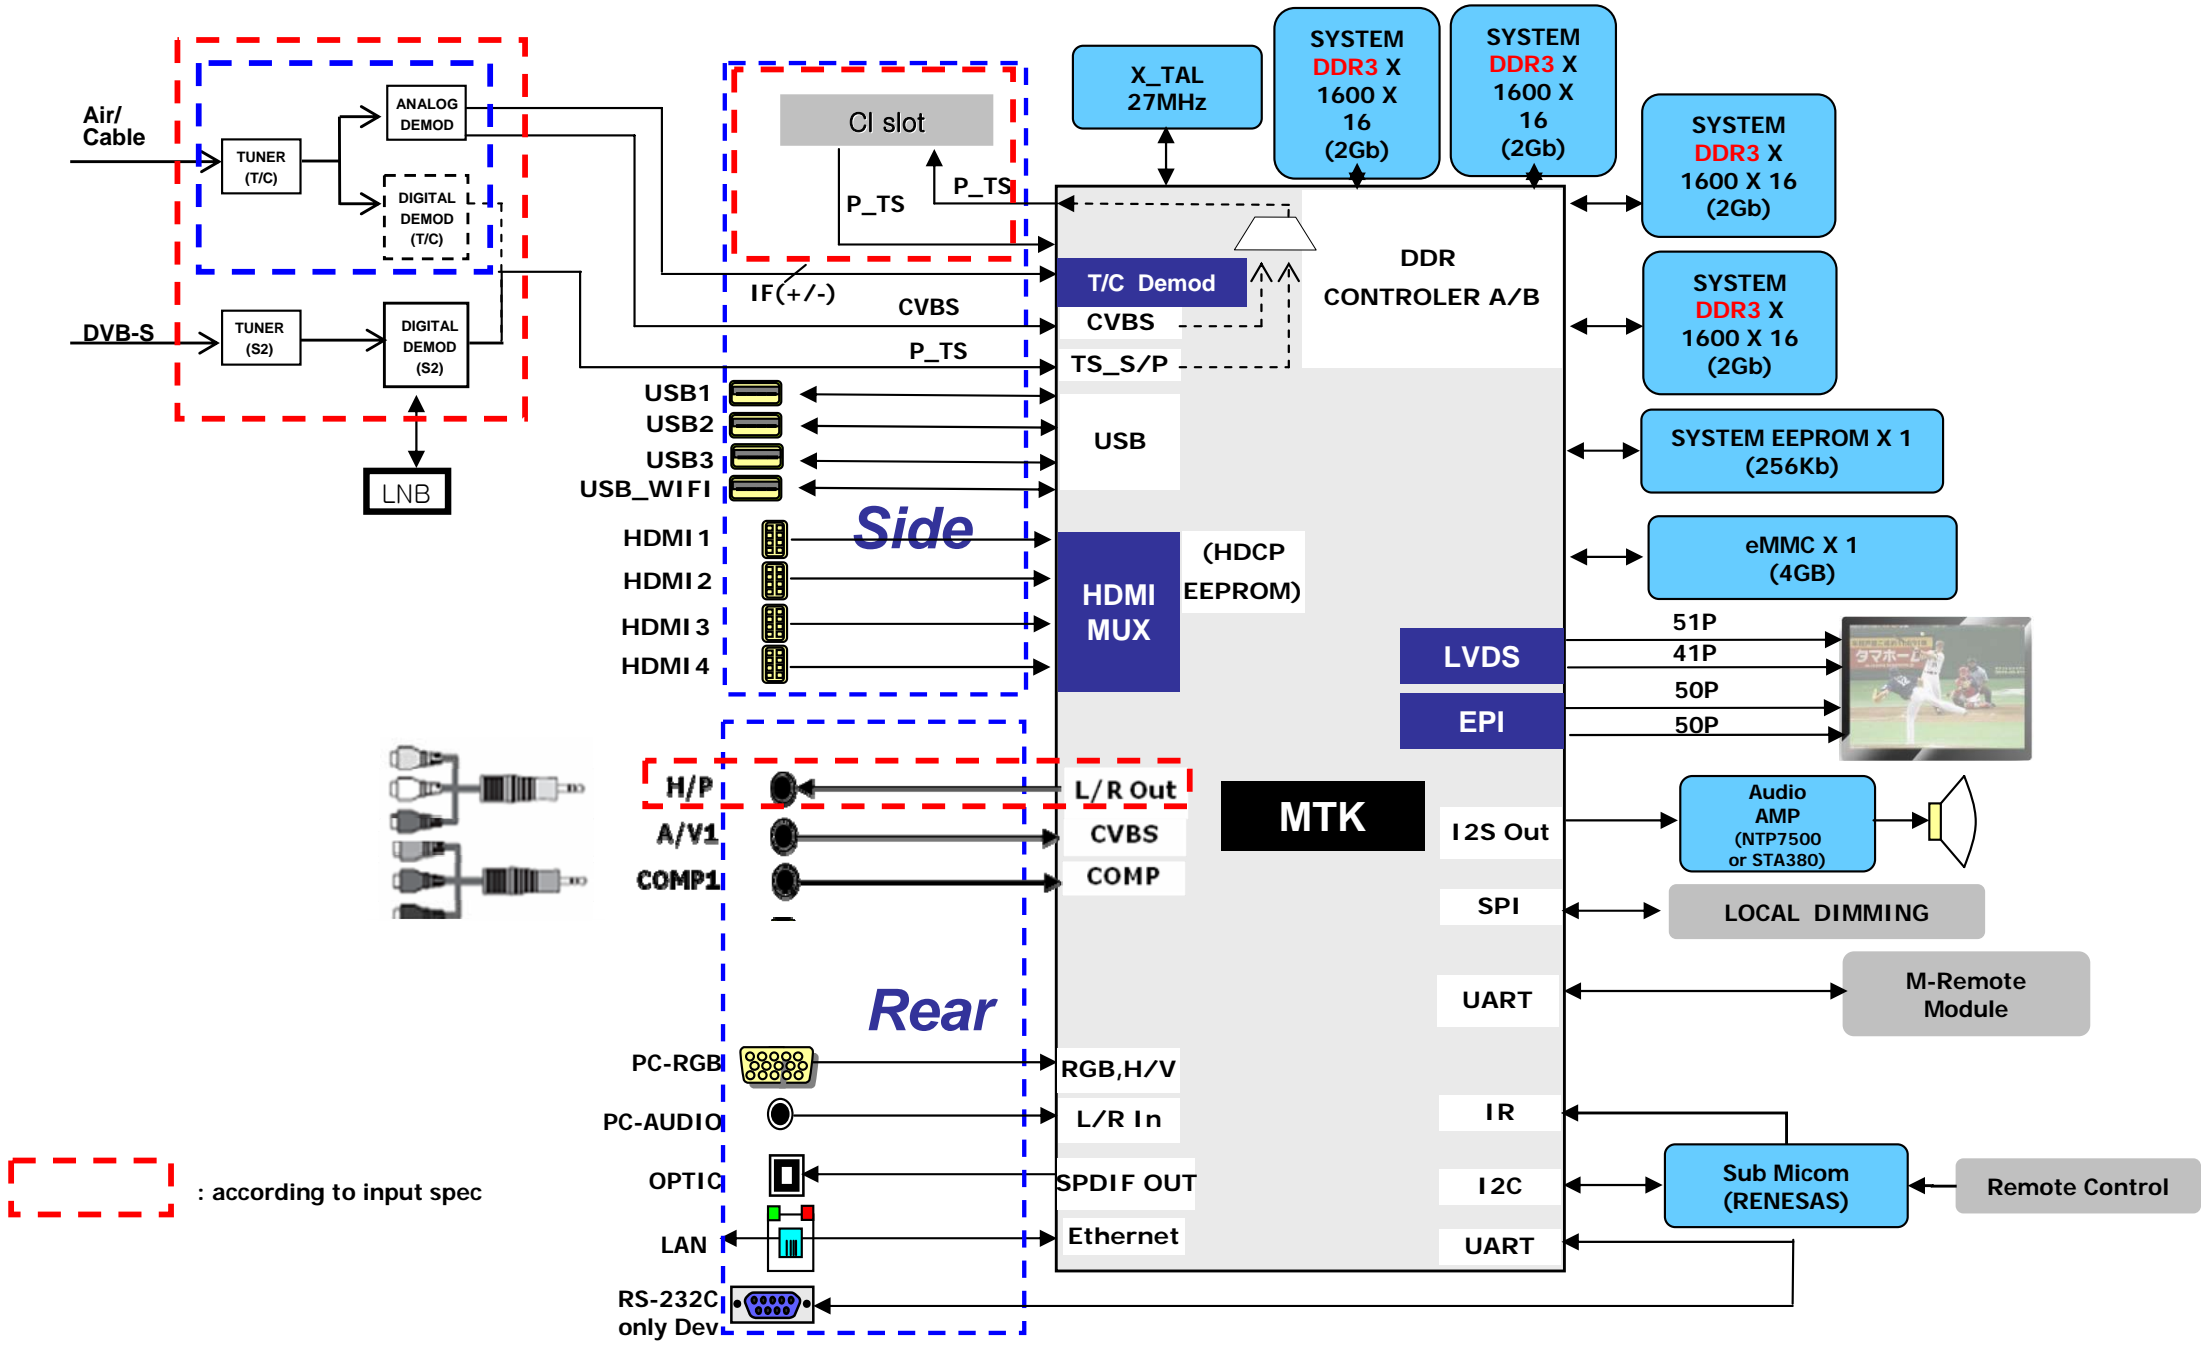 Air/
Cable
TUNER
(T/C)
ANALOG
DEMOD
DIGITAL
DEMOD
(T/C)
DVB-S
TUNER
(S2)
DIGITAL
DEMOD
(S2)
LNB
CI slot
P_TS
P_TS
IF(+/-)
CVBS
P_TS
USB1
USB2
USB3
USB_WIFI
HDMI1
HDMI2
HDMI3
HDMI4
Side
H/P
A/V1
COMP1
Rear
PC-RGB
PC-AUDIO
OPTIC
LAN
RS-232C
only Dev
: according to input spec
X_TAL
27MHz
SYSTEM
DDR3 X
1600 X
16
(2Gb)
SYSTEM
DDR3 X
1600 X
16
(2Gb)
SYSTEM
DDR3 X
1600 X 16
(2Gb)
SYSTEM
DDR3 X
1600 X 16
(2Gb)
SYSTEM EEPROM X 1
(256Kb)
eMMC X 1
(4GB)
T/C Demod
CVBS
TS_S/P
USB
DDR
CONTROLER A/B
HDMI
MUX
(HDCP
EEPROM)
LVDS
EPI
51P
41P
50P
50P
タマホーム
MTK
L/R Out
CVBS
COMP
RGB,H/V
L/R In
SPDIF OUT
Ethernet
I2S Out
SPI
UART
IR
I2C
UART
Audio
AMP
(NTP7500
or STA380)
LOCAL DIMMING
M-Remote
Module
Sub Micom
(RENESAS)
Remote Control